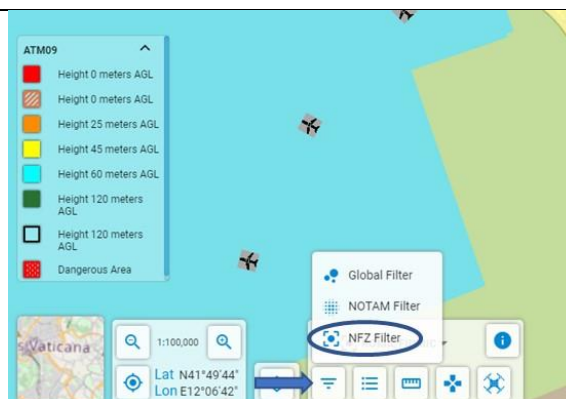 ATM09
Height 0 meters AGL
Height 0 meters AGL
Height 25 meters AGL
Height 45 meters AGL
Height 60 meters AGL
Height 120 meters
AGL
Height 120 meters
AGL
Dangerous Area
Global Filter
NOTAM Filter
NFZ Filter
Vaticana
1:100,000
Lat N41°49'44"
Lon E12°06'42"